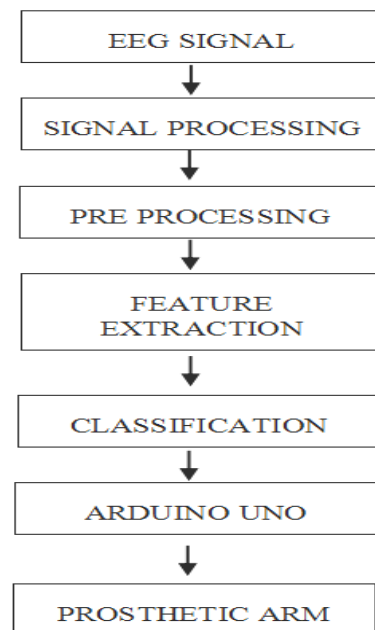 EEG SIGNAL
SIGNAL PROCESSING
PRE PROCESSING
FEATURE
EXTRACTION
CLASSIFICATION
ARDUINO UNO
PROSTHETIC ARM